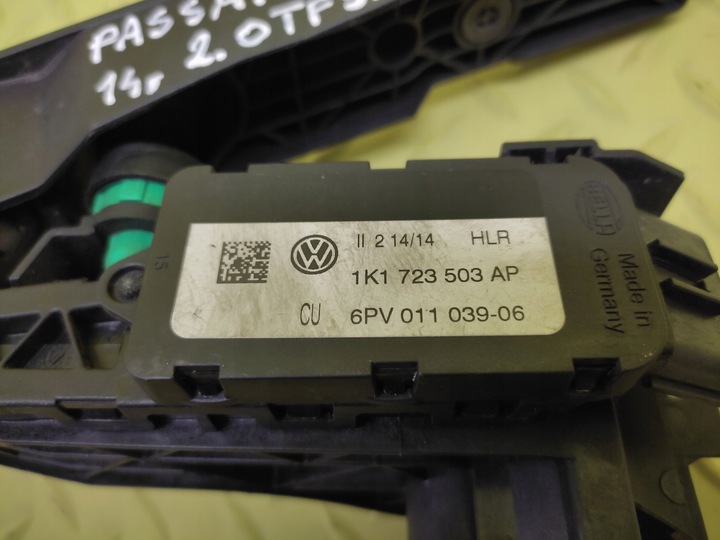 PASSA
14г 2.0TFS
II 2 14/14 HLR
1K1 723 503 AP
CU 6PV 011 039-06
HELLA
Made in
Germany
15